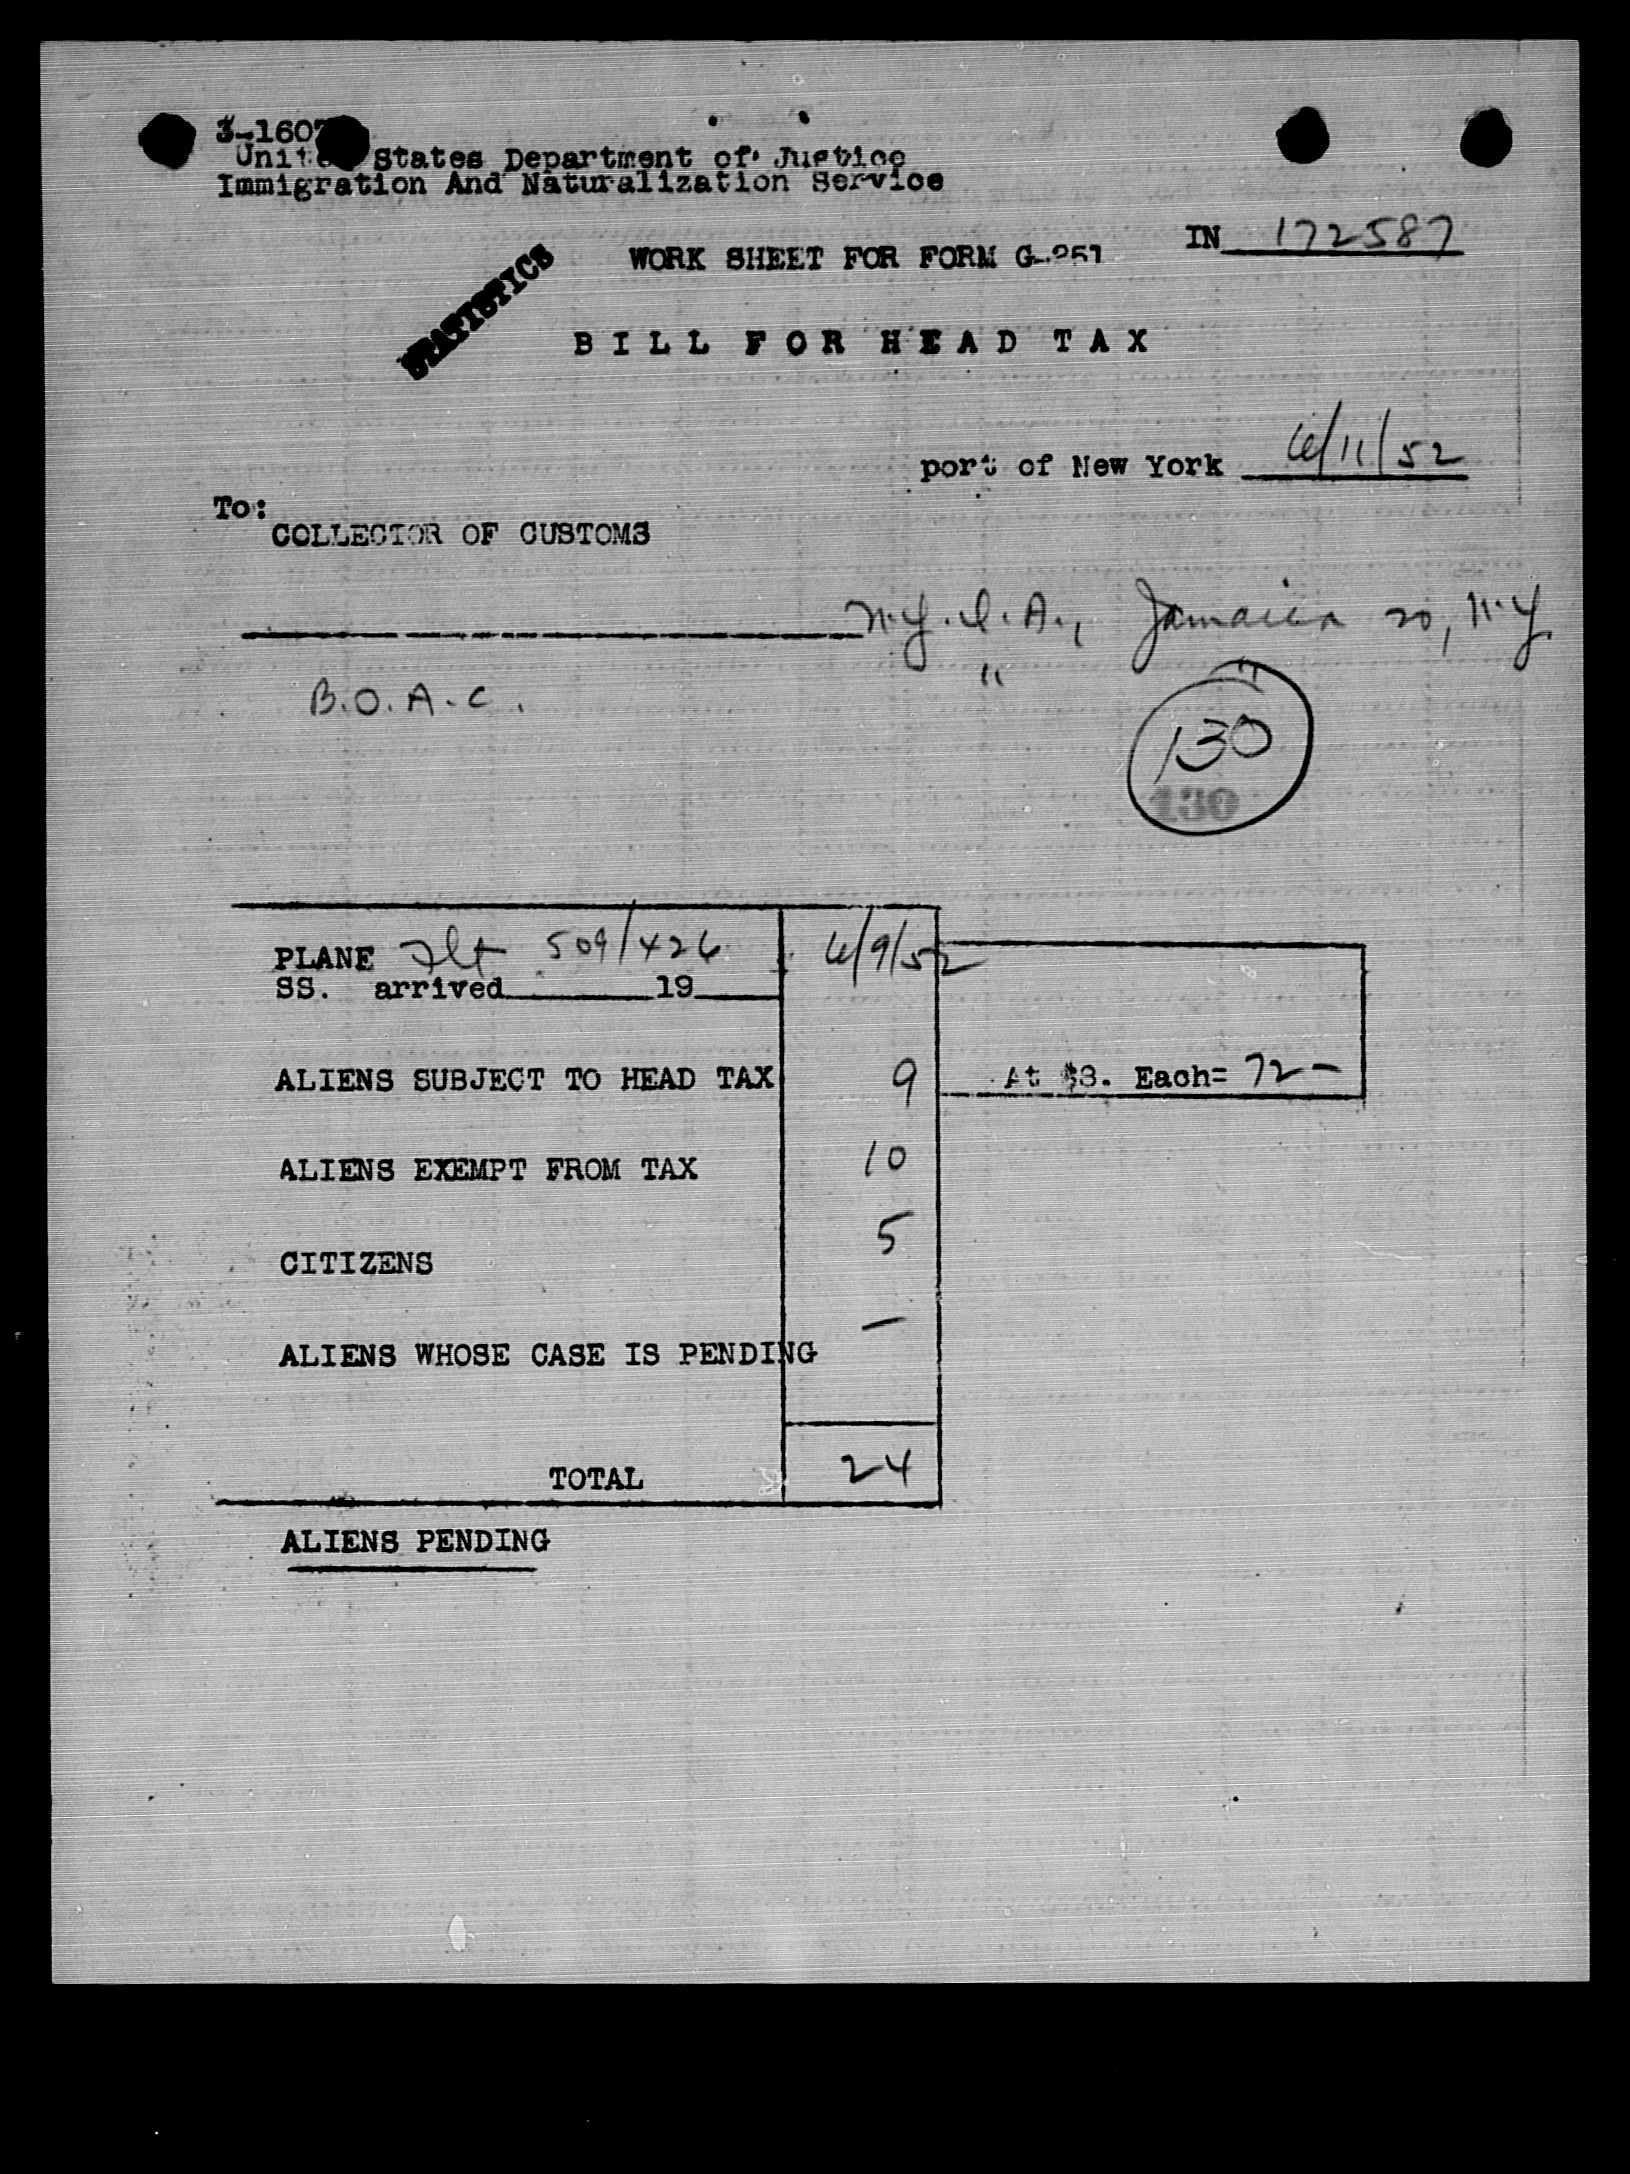 3-1607
United States Department of Justice
Immigration And Naturalization Service
IN 172587
WORK SHEET FOR FORM G-251
STATISTICS
BILL FOR HEAD TAX
port of New York 6/11/52
To:
COLLECTOR OF CUSTOMS
N.Y.I.A., Jamaica 20, N.Y.
B.O.A.C. " "
130
130
PLANE Flt 509/426 6/9/52
SS. arrived 19
ALIENS SUBJECT TO HEAD TAX 9 At $8. Each= 72-
ALIENS EXEMPT FROM TAX 10
CITIZENS 5
ALIENS WHOSE CASE IS PENDING —
TOTAL 24
ALIENS PENDING